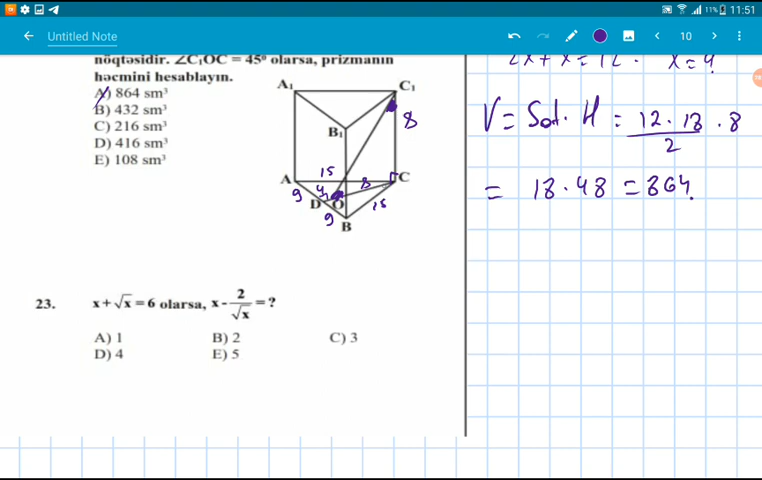 11% 11:51
Untitled Note
10
nöqtəsidir. ∠C₁OC = 45° olarsa, prizmanın
həcmini hesablayın.
A) 864 sm³
B) 432 sm³
C) 216 sm³
D) 416 sm³
E) 108 sm³
A₁ C₁
B₁ 8
15
A 4 8 C
9 D O 15
9 B
2x+x=12. x=4
V = Sot. H = 12.18/2 . 8
= 18.48 = 864.
23. x+√x=6 olarsa, x-2/√x=?
A) 1 B) 2 C) 3
D) 4 E) 5